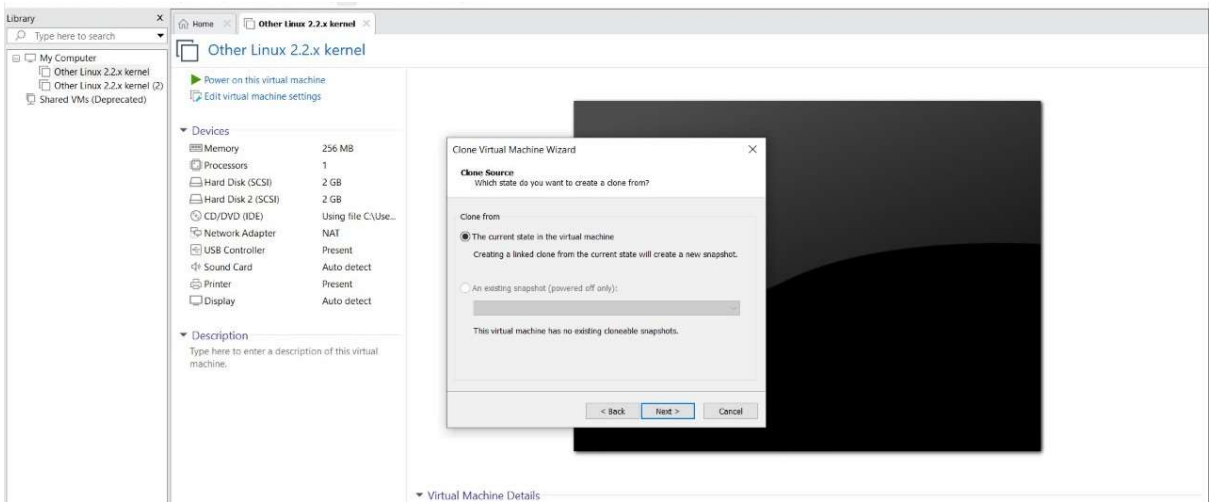 Library
Type here to search
My Computer
Other Linux 2.2.x kernel
Other Linux 2.2.x kernel (2)
Shared VMs (Deprecated)
Home
Other Linux 2.2.x kernel
Other Linux 2.2.x kernel
Power on this virtual machine
Edit virtual machine settings
Devices
Memory 256 MB
Processors 1
Hard Disk (SCSI) 2 GB
Hard Disk 2 (SCSI) 2 GB
CD/DVD (IDE) Using file C:\Use...
Network Adapter NAT
USB Controller Present
Sound Card Auto detect
Printer Present
Display Auto detect
Description
Type here to enter a description of this virtual
machine.
Clone Virtual Machine Wizard
Clone Source
Which state do you want to create a clone from?
Clone from
The current state in the virtual machine
Creating a linked clone from the current state will create a new snapshot.
An existing snapshot (powered off only):
This virtual machine has no existing cloneable snapshots.
< Back Next > Cancel
Virtual Machine Details